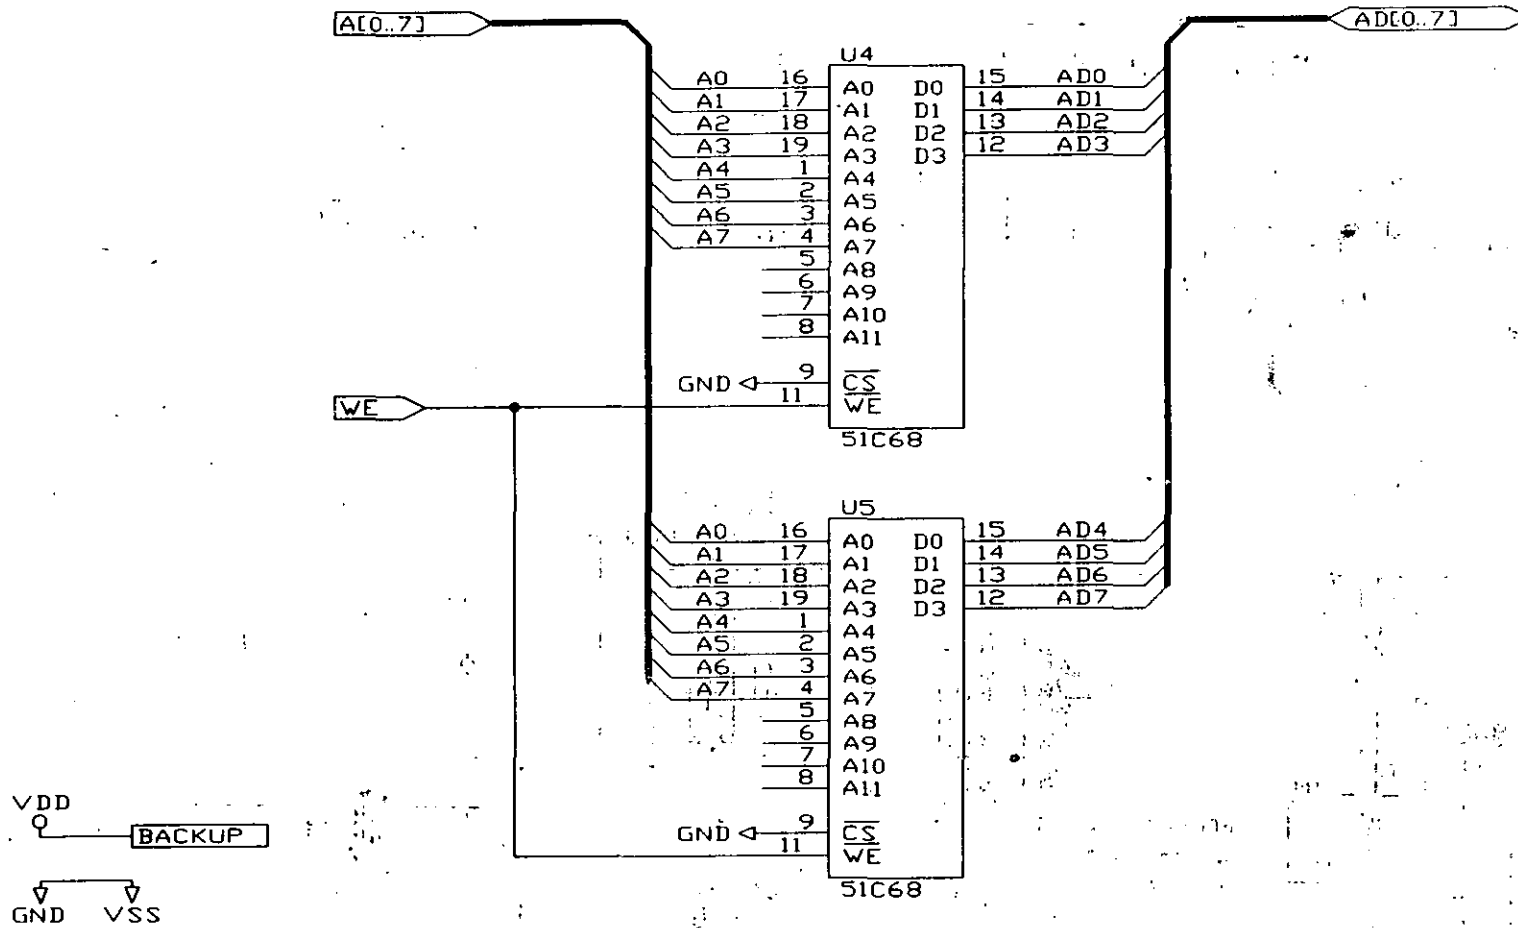 A[0..7]
AD[0..7]
U4
A0 16 A0 D0 15 AD0
A1 17 A1 D1 14 AD1
A2 18 A2 D2 13 AD2
A3 19 A3 D3 12 AD3
A4 1 A4
A5 2 A5
A6 3 A6
A7 4 A7
5 A8
6 A9
7 A10
8 A11
GND 9 CS
WE 11 WE
51C68
U5
A0 16 A0 D0 15 AD4
A1 17 A1 D1 14 AD5
A2 18 A2 D2 13 AD6
A3 19 A3 D3 12 AD7
A4 1 A4
A5 2 A5
A6 3 A6
A7 4 A7
5 A8
6 A9
7 A10
8 A11
GND 9 CS
11 WE
51C68
VDD
BACKUP
GND VSS